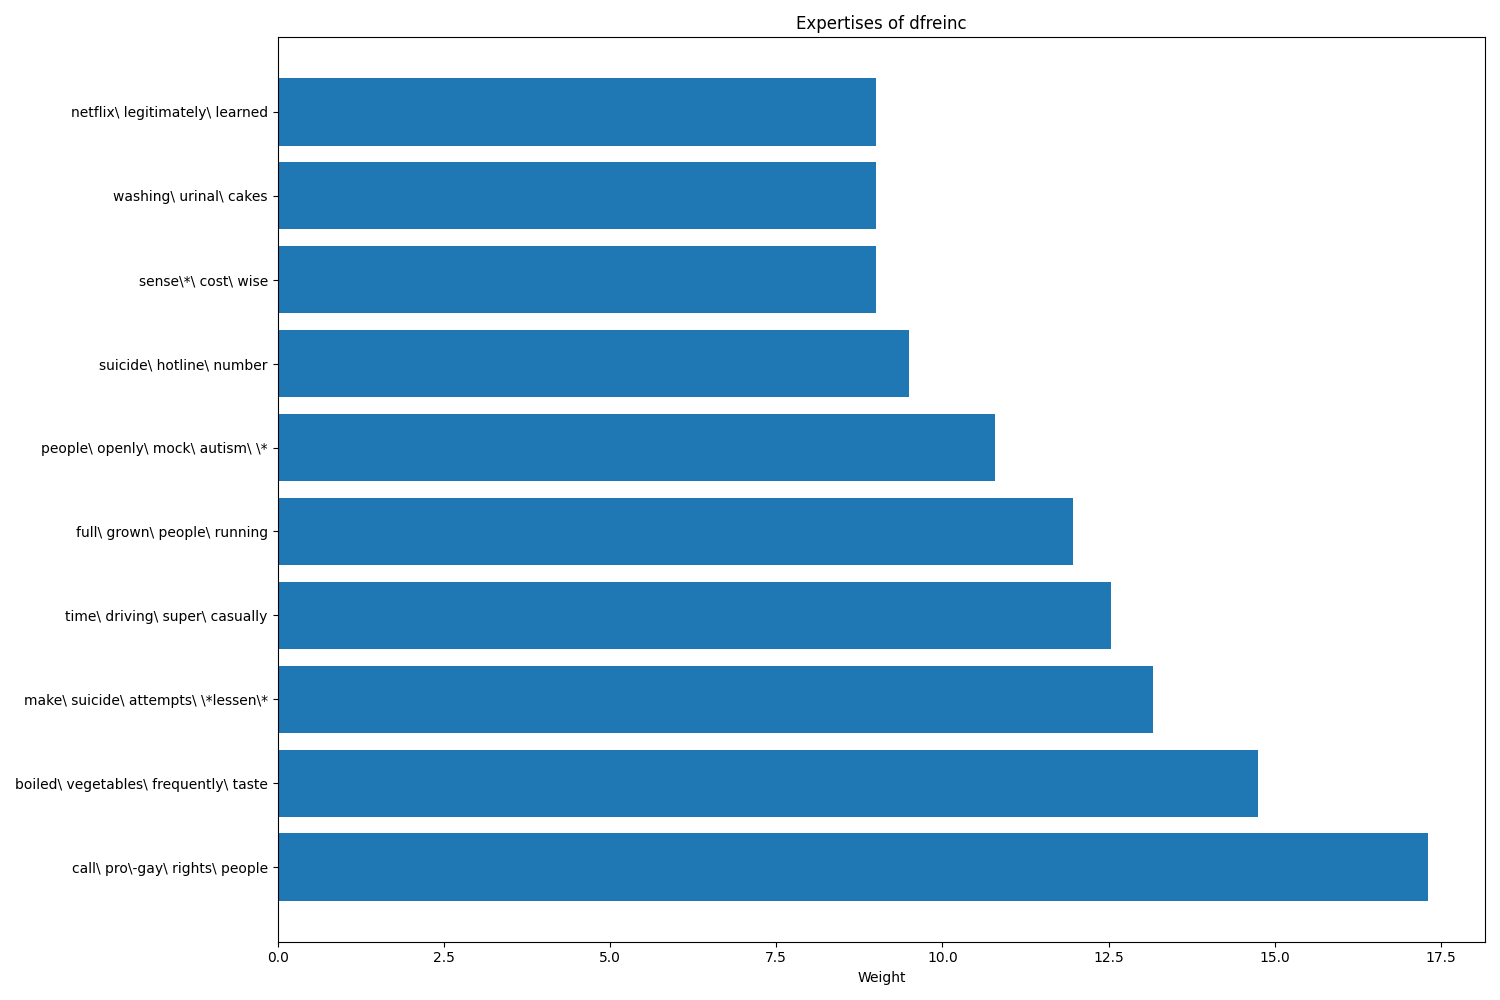 Expertises of dfreinc
netflix\ legitimately\ learned
washing\ urinal\ cakes
sense\*\ cost\ wise
suicide\ hotline\ number
people\ openly\ mock\ autism\ \*
full\ grown\ people\ running
time\ driving\ super\ casually
make\ suicide\ attempts\ \*lessen\*
boiled\ vegetables\ frequently\ taste
call\ pro\-gay\ rights\ people
0.0 2.5 5.0 7.5 10.0 12.5 15.0 17.5
Weight